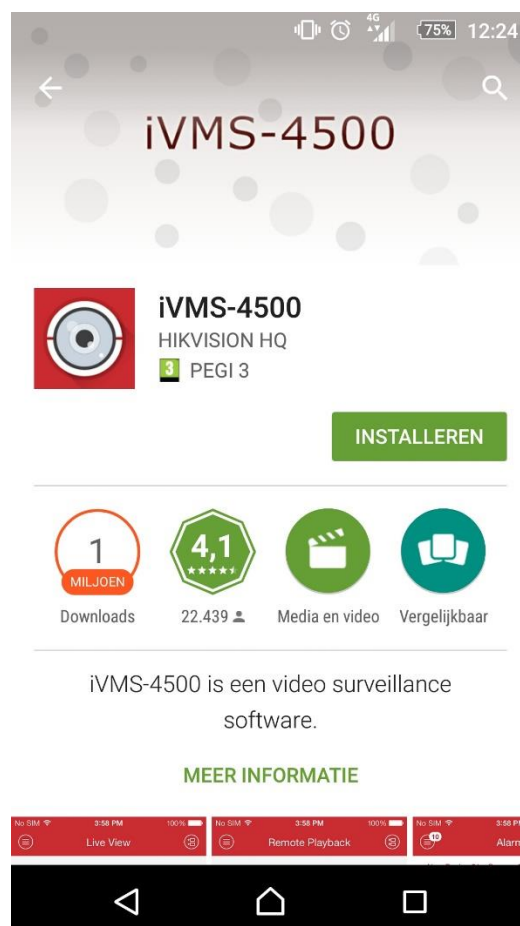 4G
75% 12:24
iVMS-4500
iVMS-4500
HIKVISION HQ
3 PEGI 3
INSTALLEREN
1
MILJOEN
Downloads
4,1
22.439
Media en video
Vergelijkbaar
iVMS-4500 is een video surveillance
software.
MEER INFORMATIE
No SIM 3:58 PM 100%
Live View
No SIM 3:58 PM 100%
Remote Playback
No SIM 3:58 P
10
Alarm